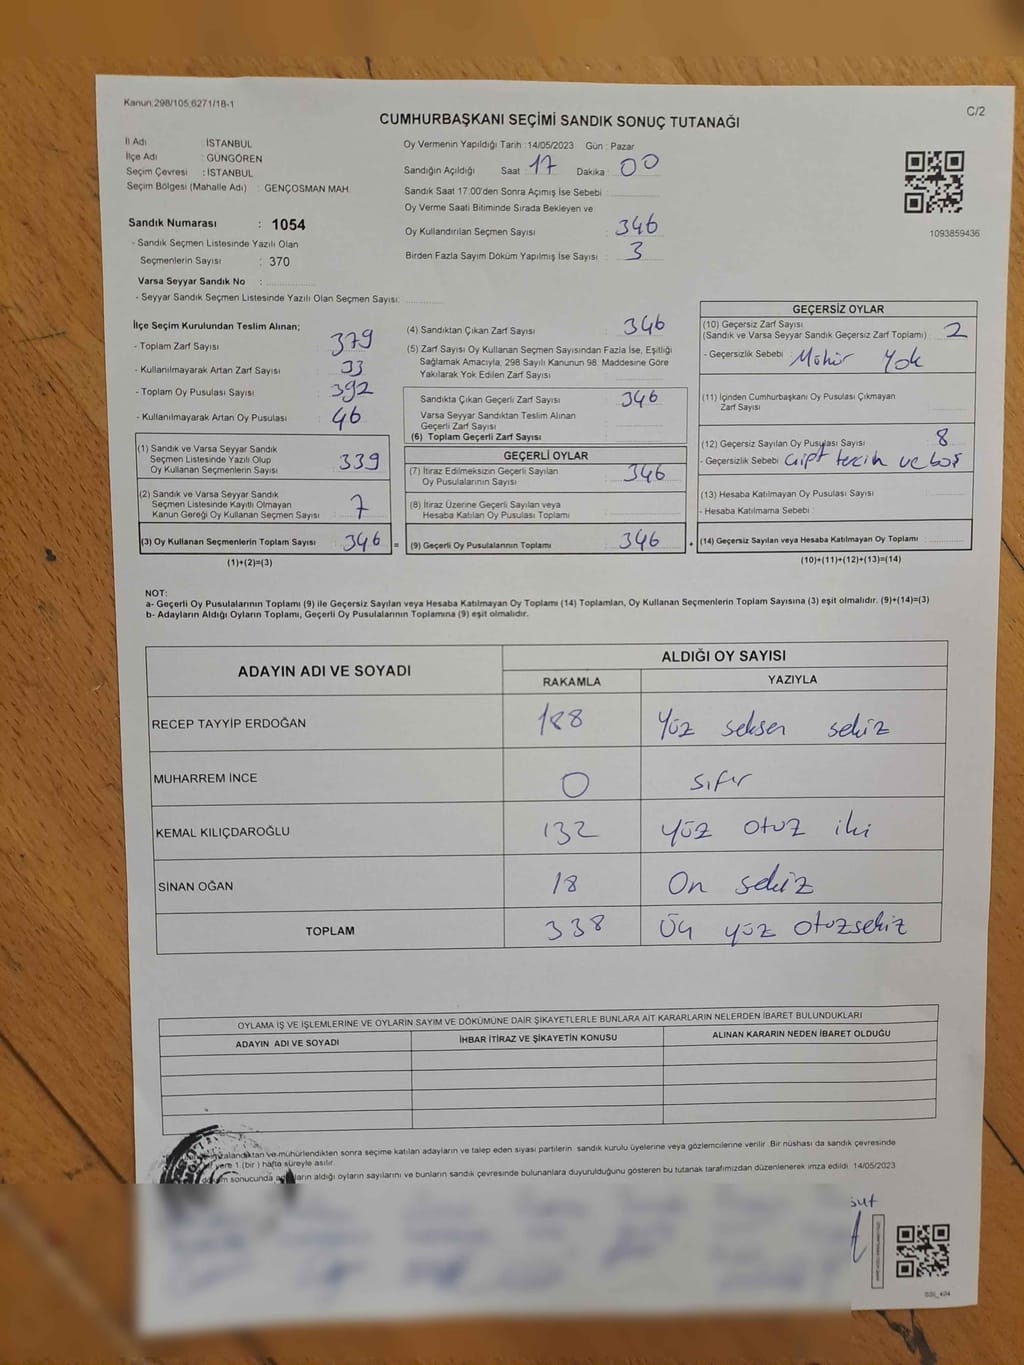 Kanun:298/105,6271/18-1
C/2
CUMHURBAŞKANI SEÇİMİ SANDIK SONUÇ TUTANAĞI
İl Adı İSTANBUL
İlçe Adı : GÜNGÖREN
Seçim Çevresi : İSTANBUL
Seçim Bölgesi (Mahalle Adı) : GENÇOSMAN MAH.
Sandık Numarası : 1054
- Sandık Seçmen Listesinde Yazılı Olan
Seçmenlerin Sayısı : 370
Varsa Seyyar Sandık No :
- Seyyar Sandık Seçmen Listesinde Yazılı Olan Seçmen Sayısı:
Oy Vermenin Yapıldığı Tarih :14/05/2023 Gün : Pazar
Sandığın Açıldığı Saat : 17 Dakika : 00
Sandık Saat 17:00'den Sonra Açılmış İse Sebebi :
Oy Verme Saati Bitiminde Sırada Bekleyen ve
Oy Kullandırılan Seçmen Sayısı : 346
Birden Fazla Sayım Döküm Yapılmış İse Sayısı : 3
1093859436
İlçe Seçim Kurulundan Teslim Alınan;
- Toplam Zarf Sayısı : 379
- Kullanılmayarak Artan Zarf Sayısı : 33
- Toplam Oy Pusulası Sayısı : 392
- Kullanılmayarak Artan Oy Pusulası : 46
(1) Sandık ve Varsa Seyyar Sandık
Seçmen Listesinde Yazılı Olup
Oy Kullanan Seçmenlerin Sayısı : 339
(2) Sandık ve Varsa Seyyar Sandık
Seçmen Listesinde Kayıtlı Olmayan
Kanun Gereği Oy Kullanan Seçmen Sayısı : 7
(3) Oy Kullanan Seçmenlerin Toplam Sayısı : 346 =
(1)+(2)=(3)
(4) Sandıktan Çıkan Zarf Sayısı : 346
(5) Zarf Sayısı Oy Kullanan Seçmen Sayısından Fazla İse, Eşitliği
Sağlamak Amacıyla; 298 Sayılı Kanunun 98. Maddesine Göre
Yakılarak Yok Edilen Zarf Sayısı :
Sandıkta Çıkan Geçerli Zarf Sayısı : 346
Varsa Seyyar Sandıktan Teslim Alınan
Geçerli Zarf Sayısı :
(6) Toplam Geçerli Zarf Sayısı :
GEÇERLİ OYLAR
(7) İtiraz Edilmeksizin Geçerli Sayılan
Oy Pusulalarının Sayısı : 346
(8) İtiraz Üzerine Geçerli Sayılan veya
Hesaba Katılan Oy Pusulası Toplamı :
(9) Geçerli Oy Pusulalarının Toplamı : 346 +
GEÇERSİZ OYLAR
(10) Geçersiz Zarf Sayısı
(Sandık ve Varsa Seyyar Sandık Geçersiz Zarf Toplamı) : 2
- Geçersizlik Sebebi : Mühür Yok
(11) İçinden Cumhurbaşkanı Oy Pusulası Çıkmayan
Zarf Sayısı :
(12) Geçersiz Sayılan Oy Pusulası Sayısı : 8
- Geçersizlik Sebebi : Çift tercih ve boş
(13) Hesaba Katılmayan Oy Pusulası Sayısı :
- Hesaba Katılmama Sebebi :
(14) Geçersiz Sayılan veya Hesaba Katılmayan Oy Toplamı :
(10)+(11)+(12)+(13)=(14)
NOT:
a- Geçerli Oy Pusulalarının Toplamı (9) ile Geçersiz Sayılan veya Hesaba Katılmayan Oy Toplamı (14) Toplamları, Oy Kullanan Seçmenlerin Toplam Sayısına (3) eşit olmalıdır. (9)+(14)=(3)
b- Adayların Aldığı Oyların Toplamı, Geçerli Oy Pusulalarının Toplamına (9) eşit olmalıdır.
ADAYIN ADI VE SOYADI ALDIĞI OY SAYISI
RAKAMLA YAZIYLA
RECEP TAYYİP ERDOĞAN 188 Yüz seksen sekiz
MUHARREM İNCE 0 sıfır
KEMAL KILIÇDAROĞLU 132 yüz otuz iki
SİNAN OĞAN 18 On sekiz
TOPLAM 338 Üç yüz otuzsekiz
OYLAMA İŞ VE İŞLEMLERİNE VE OYLARIN SAYIM VE DÖKÜMÜNE DAİR ŞİKAYETLERLE BUNLARA AİT KARARLARIN NELERDEN İBARET BULUNDUKLARI
ADAYIN ADI VE SOYADI İHBAR İTİRAZ VE ŞİKAYETİN KONUSU ALINAN KARARIN NEDEN İBARET OLDUĞU
ve mühürlendikten sonra seçime katılan adayların ve talep eden siyasi partilerin sandık kurulu üyelerine veya gözlemcilerine verilir. Bir nüshası da sandık çevresinde
yere 1 (bir) hafta süreyle asılır.
döküm sonucunda aldığı oyların sayılarını ve bunların sandık çevresinde bulunanlara duyurulduğunu gösteren bu tutanak tarafımızdan düzenlenerek imza edildi. 14/05/2023